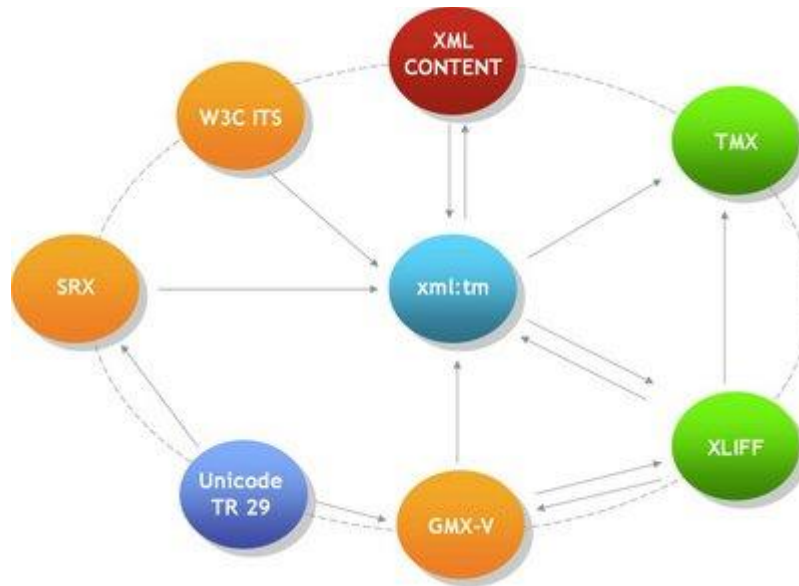 XML
CONTENT
W3C ITS
TMX
SRX
xml:tm
XLIFF
Unicode
TR 29
GMX-V